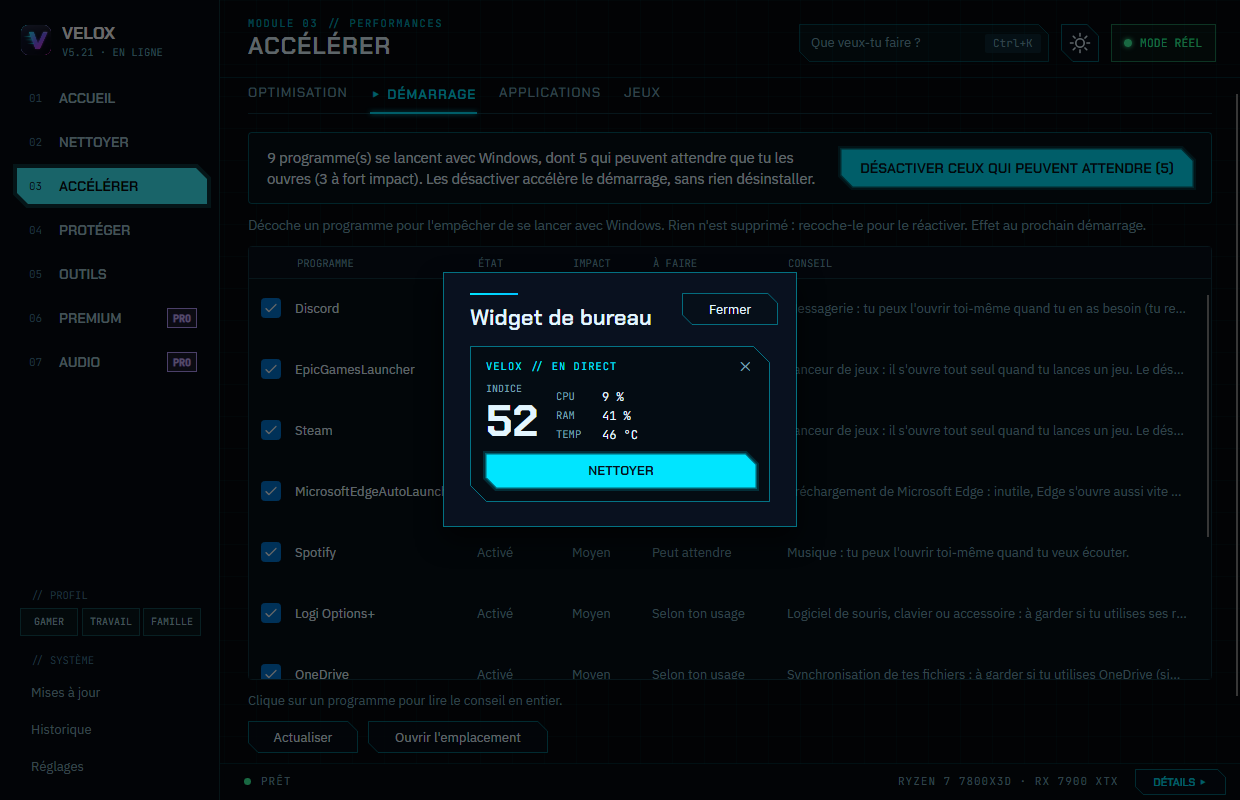 VELOX
V5.21 · EN LIGNE
01 ACCUEIL
02 NETTOYER
03 ACCÉLÉRER
04 PROTÉGER
05 OUTILS
06 PREMIUM PRO
07 AUDIO PRO
// PROFIL
GAMER TRAVAIL FAMILLE
// SYSTÈME
Mises à jour
Historique
Réglages
MODULE 03 // PERFORMANCES
ACCÉLÉRER
Que veux-tu faire ? Ctrl+K
MODE RÉEL
OPTIMISATION ▸ DÉMARRAGE APPLICATIONS JEUX
9 programme(s) se lancent avec Windows, dont 5 qui peuvent attendre que tu les
ouvres (3 à fort impact). Les désactiver accélère le démarrage, sans rien désinstaller.
DÉSACTIVER CEUX QUI PEUVENT ATTENDRE (5)
Décoche un programme pour l'empêcher de se lancer avec Windows. Rien n'est supprimé : recoche-le pour le réactiver. Effet au prochain démarrage.
PROGRAMME ÉTAT IMPACT À FAIRE CONSEIL
Discord essagerie : tu peux l'ouvrir toi-même quand tu en as besoin (tu re...
EpicGamesLauncher anceur de jeux : il s'ouvre tout seul quand tu lances un jeu. Le dés...
Steam anceur de jeux : il s'ouvre tout seul quand tu lances un jeu. Le dés...
MicrosoftEdgeAutoLaunc réchargement de Microsoft Edge : inutile, Edge s'ouvre aussi vite ...
Spotify Activé Moyen Peut attendre Musique : tu peux l'ouvrir toi-même quand tu veux écouter.
Logi Options+ Activé Moyen Selon ton usage Logiciel de souris, clavier ou accessoire : à garder si tu utilises ses r...
OneDrive Activé Moyen Selon ton usage Synchronisation de tes fichiers : à garder si tu utilises OneDrive (si...
Widget de bureau
Fermer
VELOX // EN DIRECT
INDICE
52
CPU 9 %
RAM 41 %
TEMP 46 °C
NETTOYER
Clique sur un programme pour lire le conseil en entier.
Actualiser Ouvrir l'emplacement
PRÊT
RYZEN 7 7800X3D · RX 7900 XTX
DÉTAILS ▸